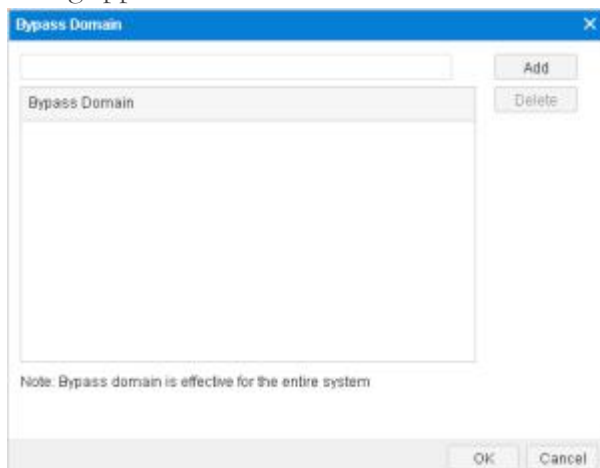 Bypass Domain
Add
Bypass Domain
Delete
Note: Bypass domain is effective for the entire system
OK Cancel